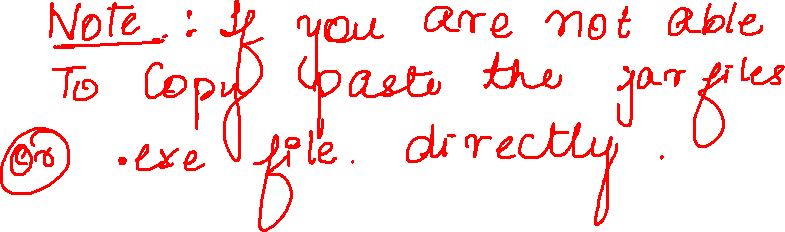 Note : If you are not able
To Copy paste the jar files
or .exe file. directly.